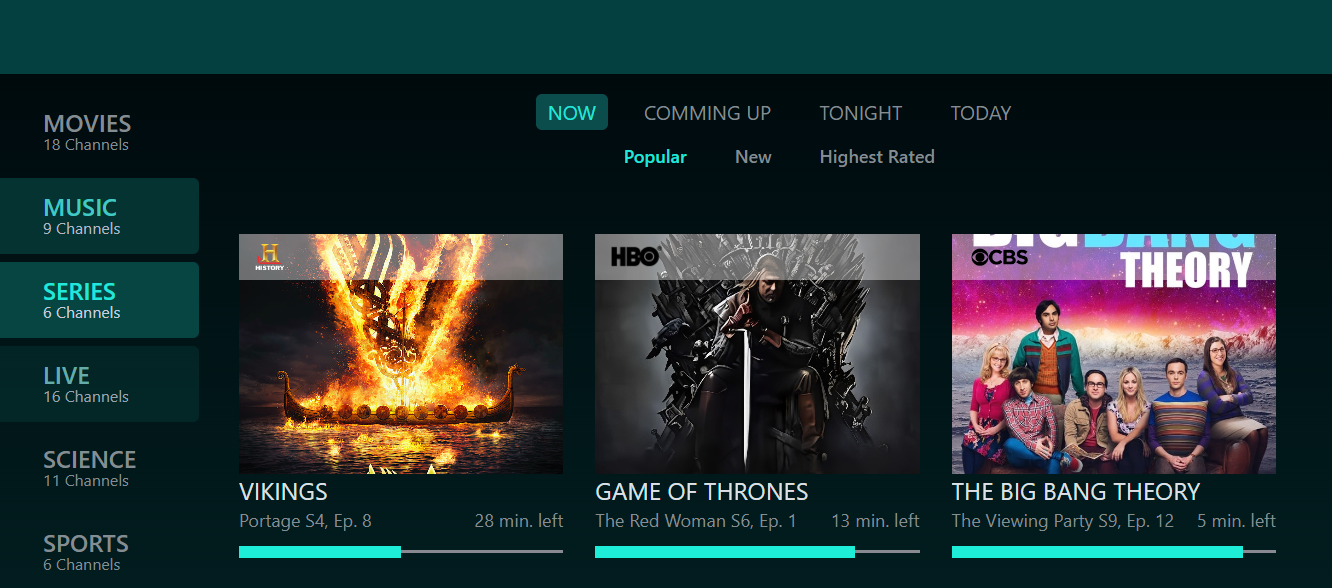 NOW COMMING UP TONIGHT TODAY
Popular New Highest Rated
MOVIES
18 Channels
MUSIC
9 Channels
SERIES
6 Channels
LIVE
16 Channels
SCIENCE
11 Channels
SPORTS
6 Channels
H
HISTORY
VIKINGS
Portage S4, Ep. 8 28 min. left
HBO
GAME OF THRONES
The Red Woman S6, Ep. 1 13 min. left
BIG BANG
THEORY
CBS
THE BIG BANG THEORY
The Viewing Party S9, Ep. 12 5 min. left